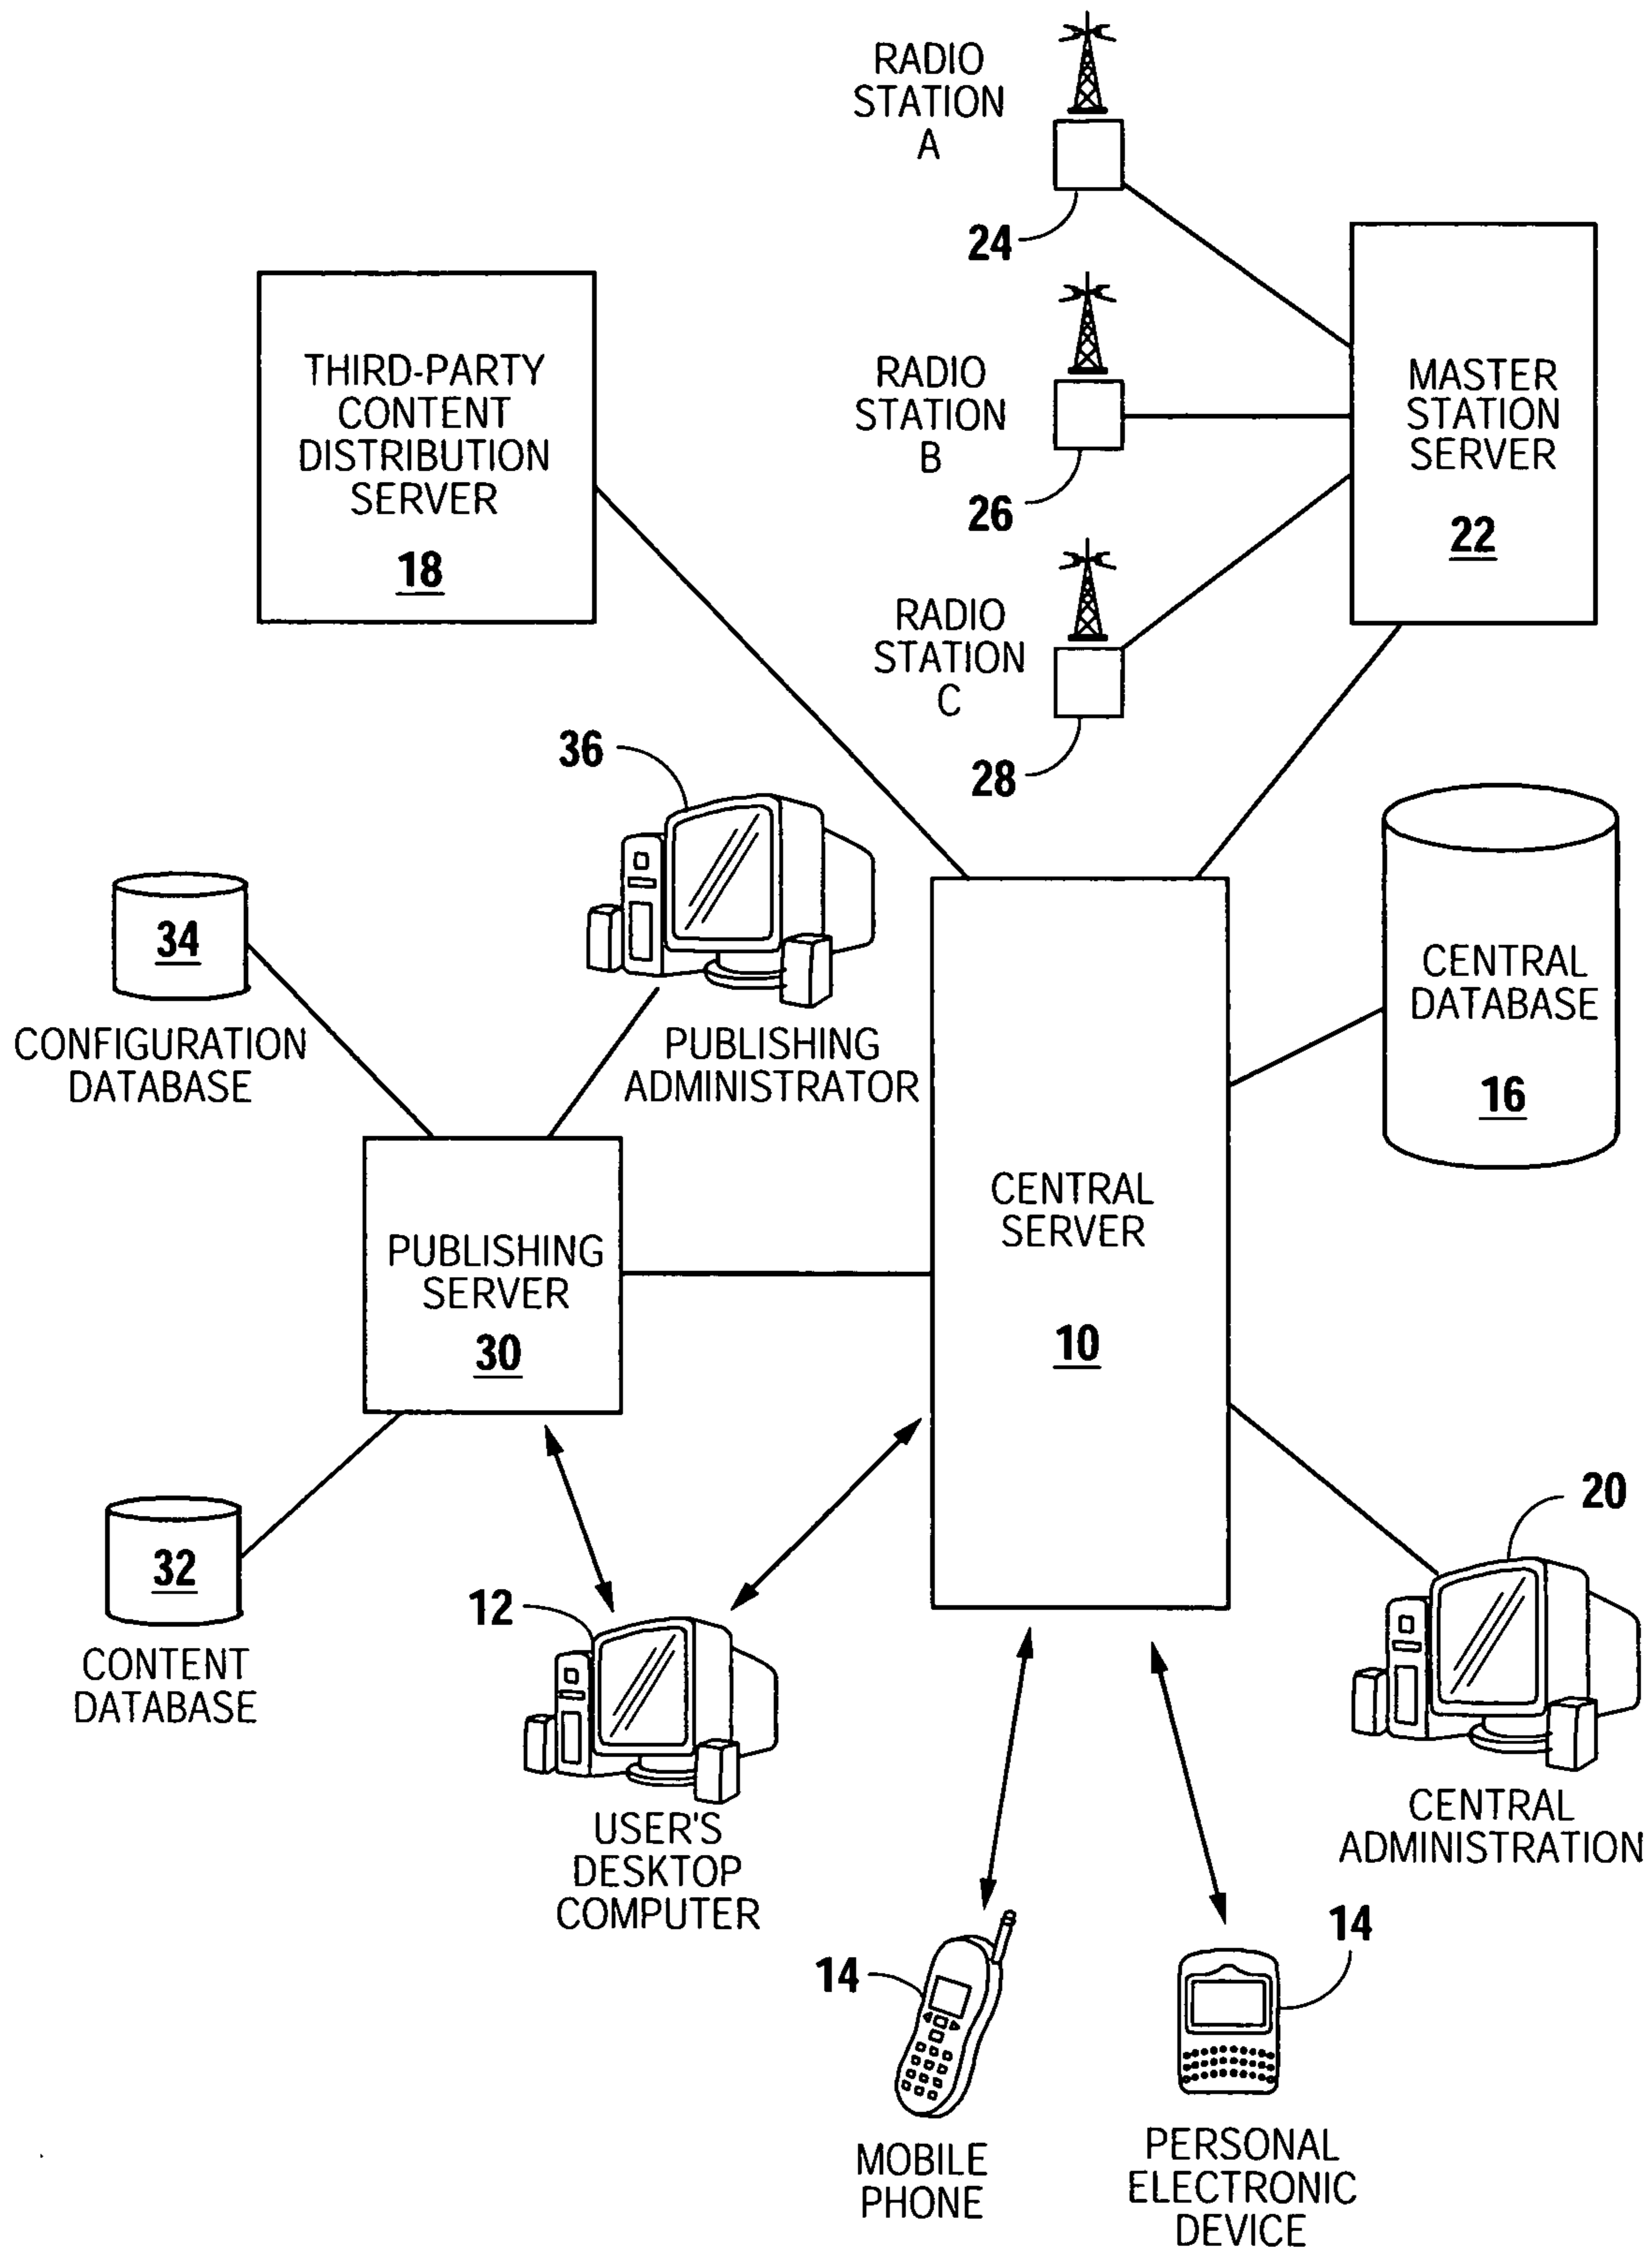 RADIO
STATION
A
24
THIRD-PARTY
CONTENT
DISTRIBUTION
SERVER
18
RADIO
STATION
B
26
MASTER
STATION
SERVER
22
RADIO
STATION
C
28
36
34
CONFIGURATION
DATABASE
PUBLISHING
ADMINISTRATOR
CENTRAL
DATABASE
16
PUBLISHING
SERVER
30
CENTRAL
SERVER
10
32
CONTENT
DATABASE
12
USER'S
DESKTOP
COMPUTER
20
CENTRAL
ADMINISTRATION
14
MOBILE
PHONE
14
PERSONAL
ELECTRONIC
DEVICE